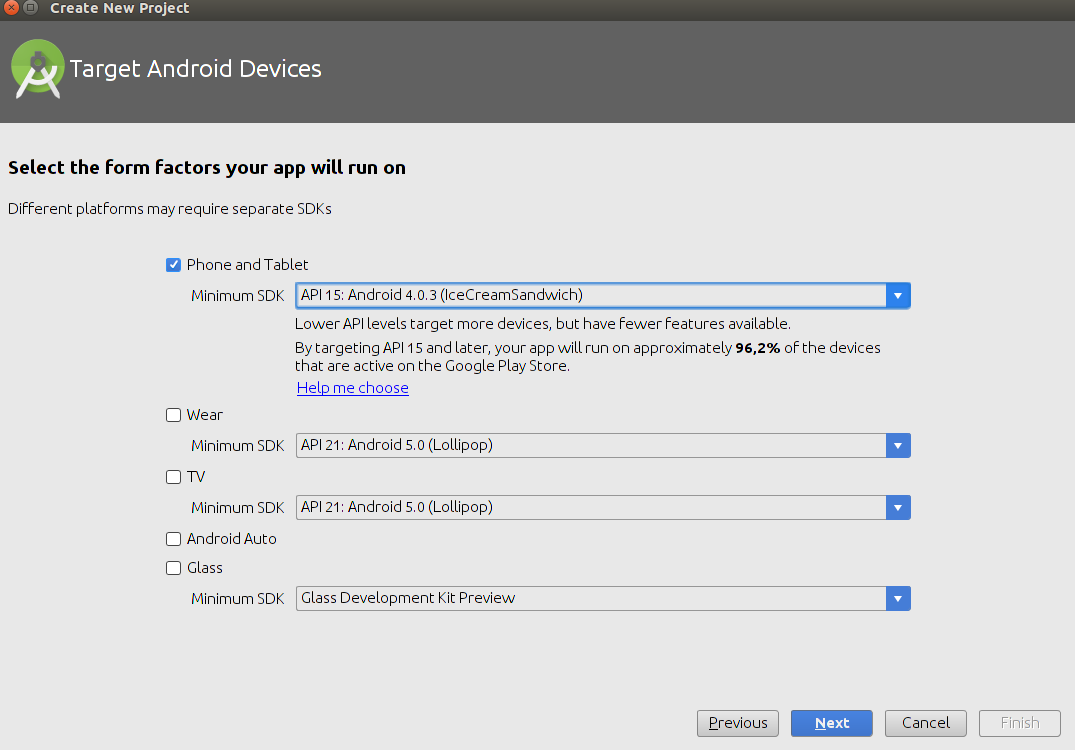 Create New Project
Target Android Devices
Select the form factors your app will run on
Different platforms may require separate SDKs
Phone and Tablet
Minimum SDK API 15: Android 4.0.3 (IceCreamSandwich)
Lower API levels target more devices, but have fewer features available.
By targeting API 15 and later, your app will run on approximately 96,2% of the devices
that are active on the Google Play Store.
Help me choose
Wear
Minimum SDK API 21: Android 5.0 (Lollipop)
TV
Minimum SDK API 21: Android 5.0 (Lollipop)
Android Auto
Glass
Minimum SDK Glass Development Kit Preview
Previous Next Cancel Finish